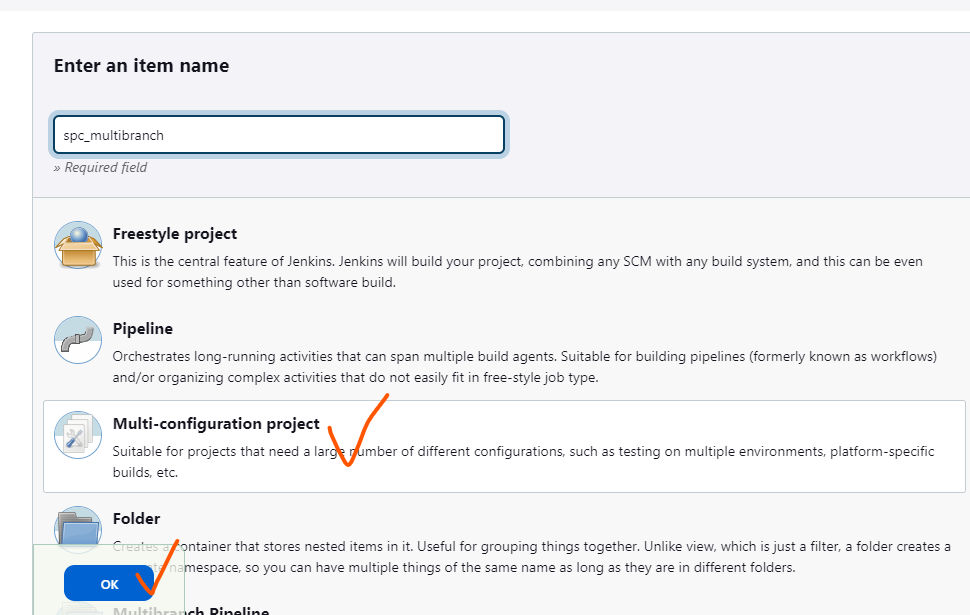 Enter an item name
spc_multibranch
» Required field
Freestyle project
This is the central feature of Jenkins. Jenkins will build your project, combining any SCM with any build system, and this can be even
used for something other than software build.
Pipeline
Orchestrates long-running activities that can span multiple build agents. Suitable for building pipelines (formerly known as workflows)
and/or organizing complex activities that do not easily fit in free-style job type.
Multi-configuration project
Suitable for projects that need a large number of different configurations, such as testing on multiple environments, platform-specific
builds, etc.
Folder
Creates a container that stores nested items in it. Useful for grouping things together. Unlike view, which is just a filter, a folder creates a
namespace, so you can have multiple things of the same name as long as they are in different folders.
OK
Multibranch Pipeline